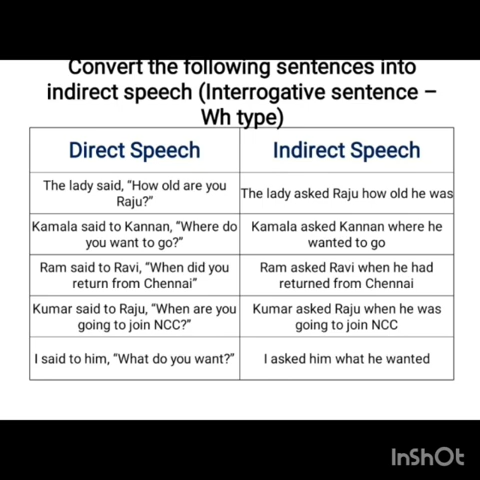 Convert the following sentences into
indirect speech (Interrogative sentence –
Wh type)
Direct Speech
Indirect Speech
The lady said, “How old are you
Raju?”
The lady asked Raju how old he was
Kamala said to Kannan, “Where do
you want to go?”
Kamala asked Kannan where he
wanted to go
Ram said to Ravi, “When did you
return from Chennai”
Ram asked Ravi when he had
returned from Chennai
Kumar said to Raju, “When are you
going to join NCC?”
Kumar asked Raju when he was
going to join NCC
I said to him, “What do you want?”
I asked him what he wanted
InShOt